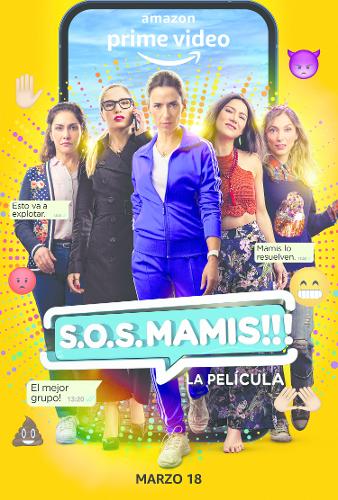 amazon
prime video
Esto va a
explotar.
Mamis lo
resuelven.
S.O.S. MAMIS!!!
LA PELÍCULA
El mejor
grupo! 13:20
MARZO 18